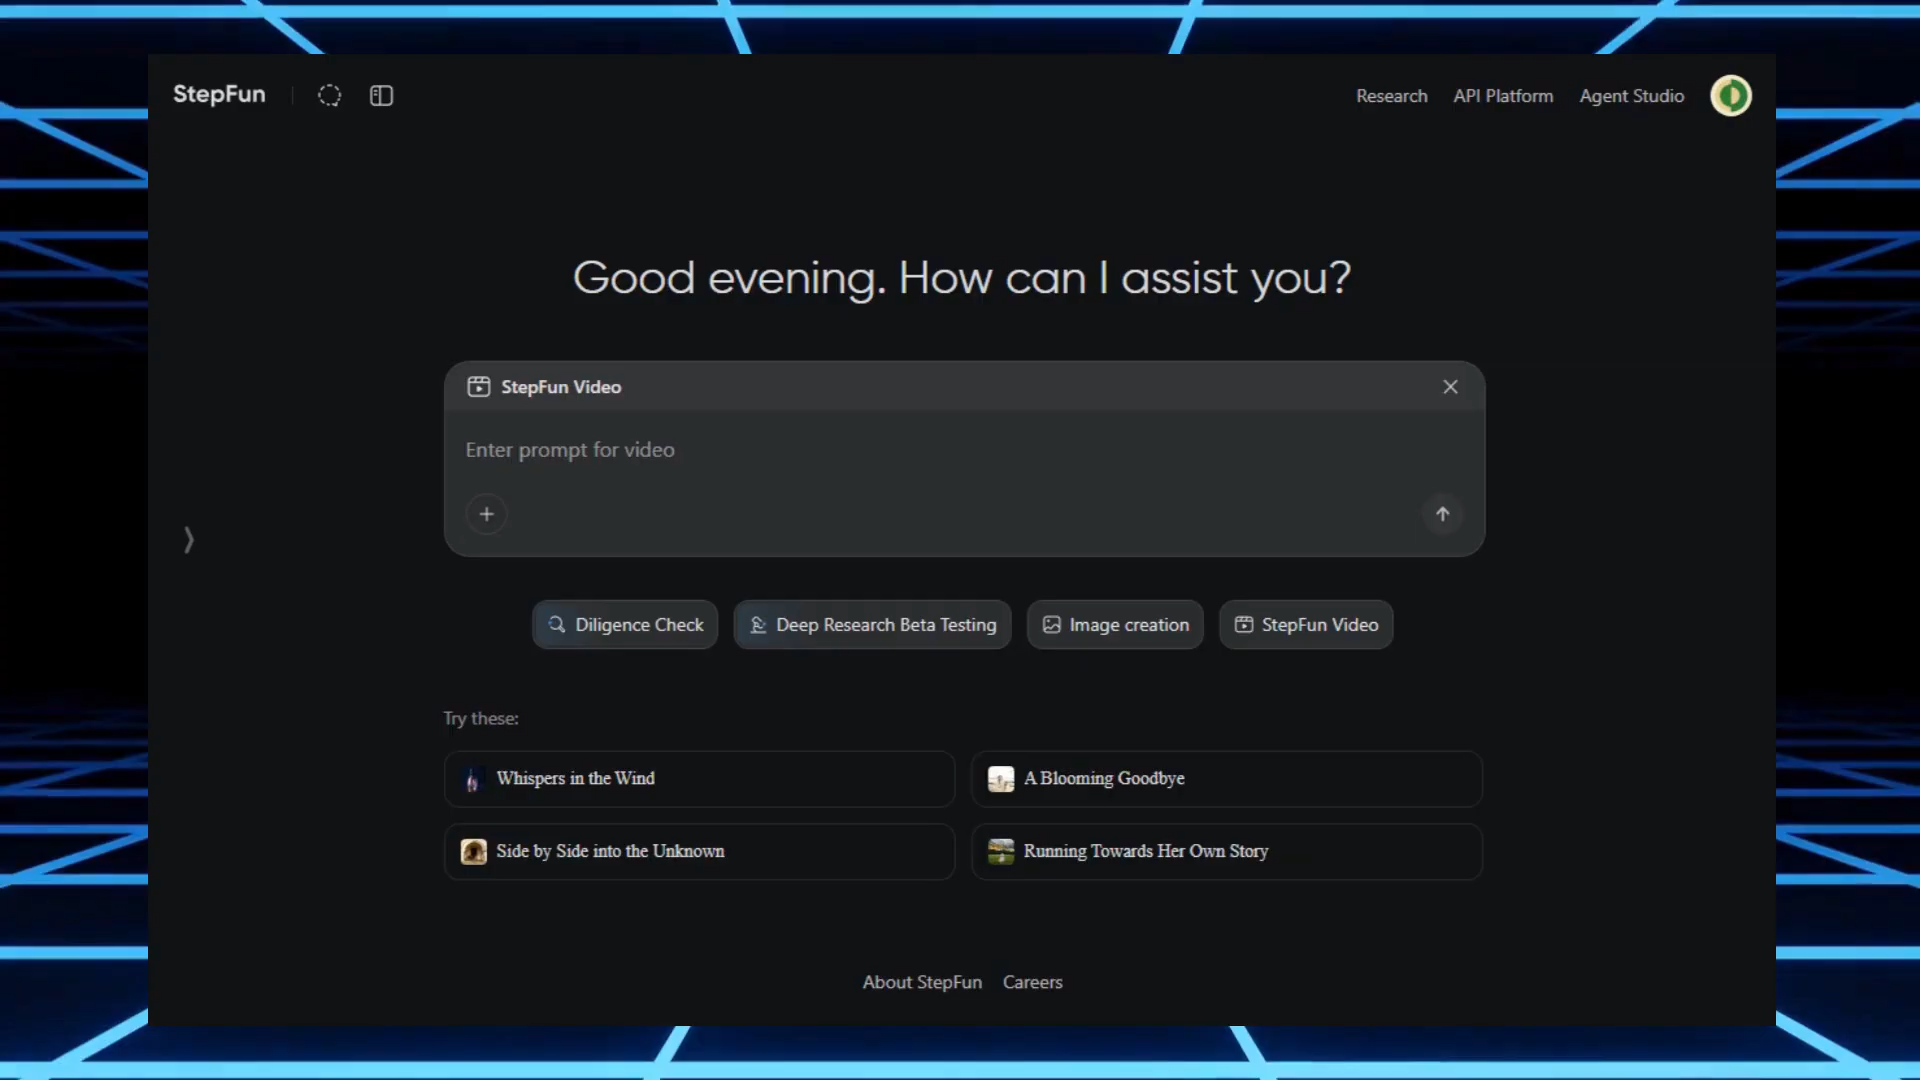 StepFun
Research API Platform Agent Studio
Good evening. How can I assist you?
StepFun Video
Enter prompt for video
Diligence Check Deep Research Beta Testing Image creation StepFun Video
Try these:
Whispers in the Wind A Blooming Goodbye
Side by Side into the Unknown Running Towards Her Own Story
About StepFun Careers